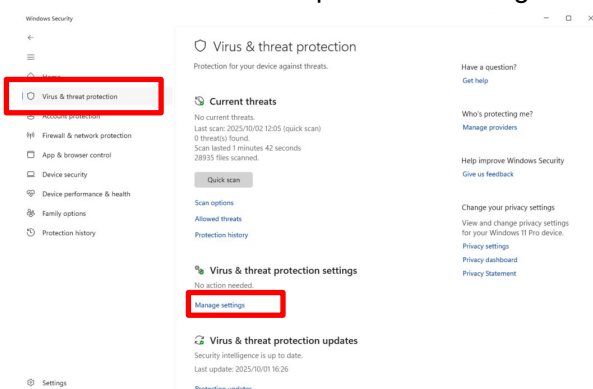 Windows Security
Home
Virus & threat protection
Account protection
Firewall & network protection
App & browser control
Device security
Device performance & health
Family options
Protection history
Settings
Virus & threat protection
Protection for your device against threats.
Current threats
No current threats.
Last scan: 2025/10/02 12:05 (quick scan)
0 threat(s) found.
Scan lasted 1 minutes 42 seconds
28935 files scanned.
Quick scan
Scan options
Allowed threats
Protection history
Virus & threat protection settings
No action needed.
Manage settings
Virus & threat protection updates
Security intelligence is up to date.
Last update: 2025/10/01 16:26
Protection updates
Have a question?
Get help
Who's protecting me?
Manage providers
Help improve Windows Security
Give us feedback
Change your privacy settings
View and change privacy settings
for your Windows 11 Pro device.
Privacy settings
Privacy dashboard
Privacy Statement